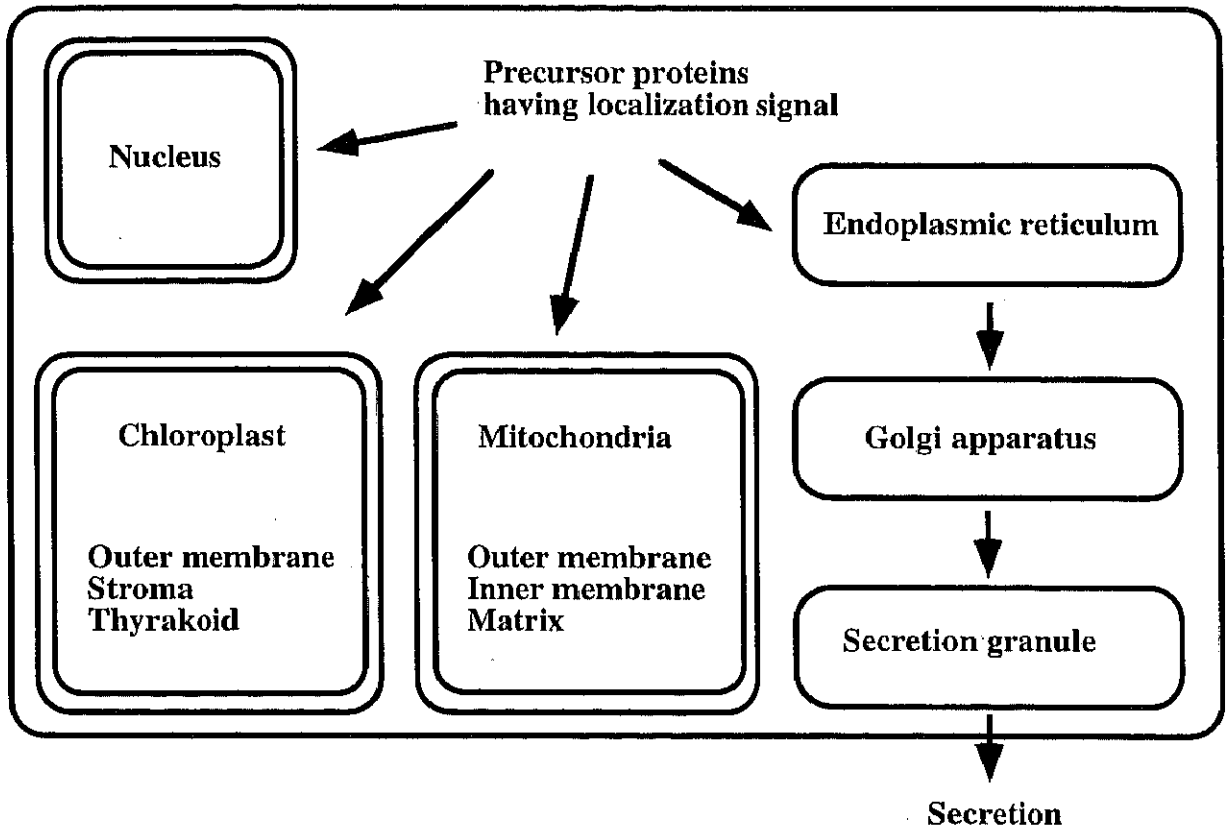 Precursor proteins
having localization signal
Nucleus
Endoplasmic reticulum
Chloroplast
Mitochondria
Golgi apparatus
Outer membrane
Stroma
Thyrakoid
Outer membrane
Inner membrane
Matrix
Secretion granule
Secretion